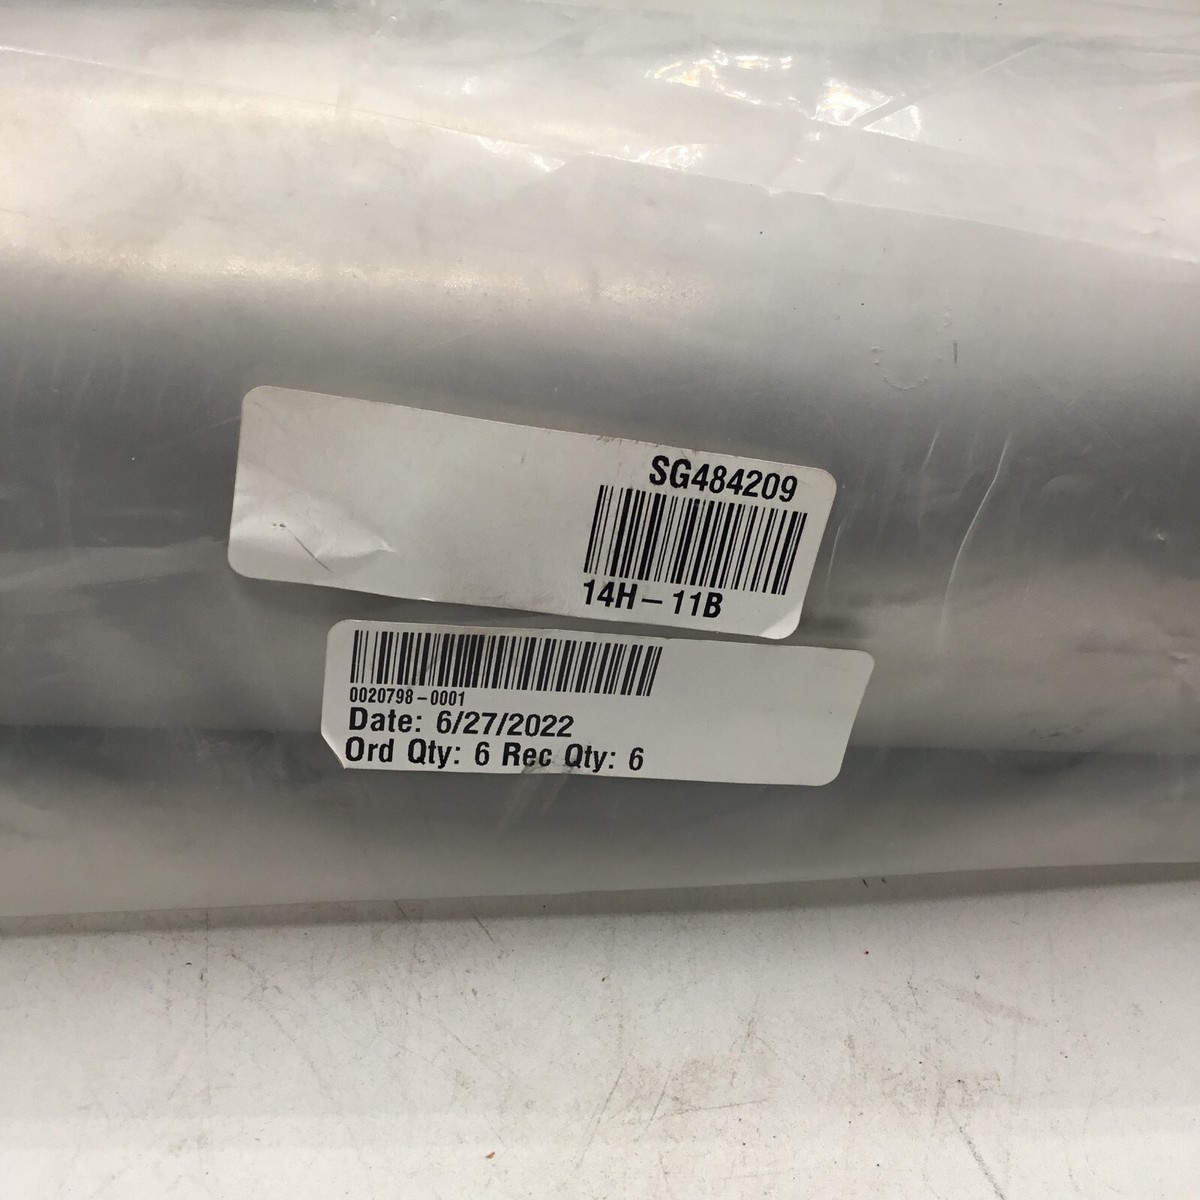 SG484209
14H-11B
0020798-0001
Date: 6/27/2022
Ord Qty: 6 Rec Qty: 6